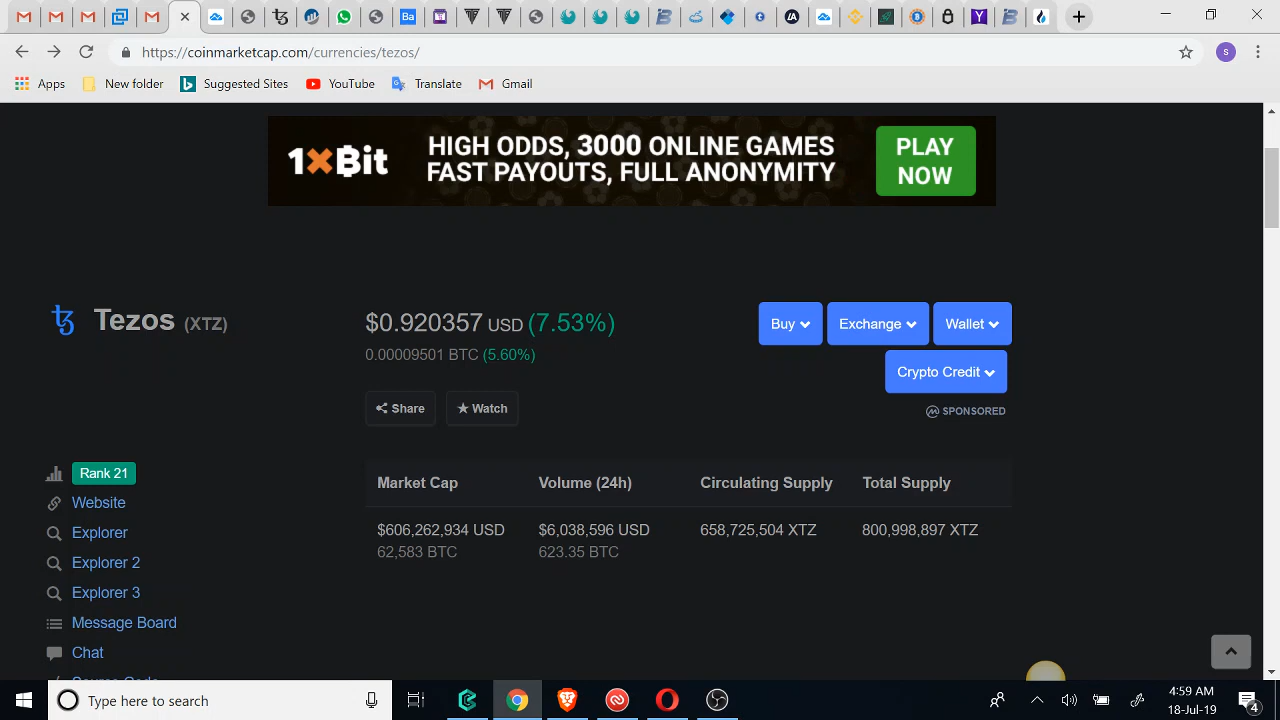 https://coinmarketcap.com/currencies/tezos/
S
Apps
New folder
Suggested Sites
YouTube
Translate
Gmail
1XBit
HIGH ODDS, 3000 ONLINE GAMES
FAST PAYOUTS, FULL ANONYMITY
PLAY
NOW
Tezos (XTZ)
$0.920357 USD (7.53%)
0.00009501 BTC (5.60%)
Buy
Exchange
Wallet
Crypto Credit
SPONSORED
Share
Watch
Rank 21
Website
Explorer
Explorer 2
Explorer 3
Message Board
Chat
Market Cap Volume (24h) Circulating Supply Total Supply
$606,262,934 USD $6,038,596 USD 658,725,504 XTZ 800,998,897 XTZ
62,583 BTC 623.35 BTC
Type here to search
4:59 AM
18-Jul-19
4